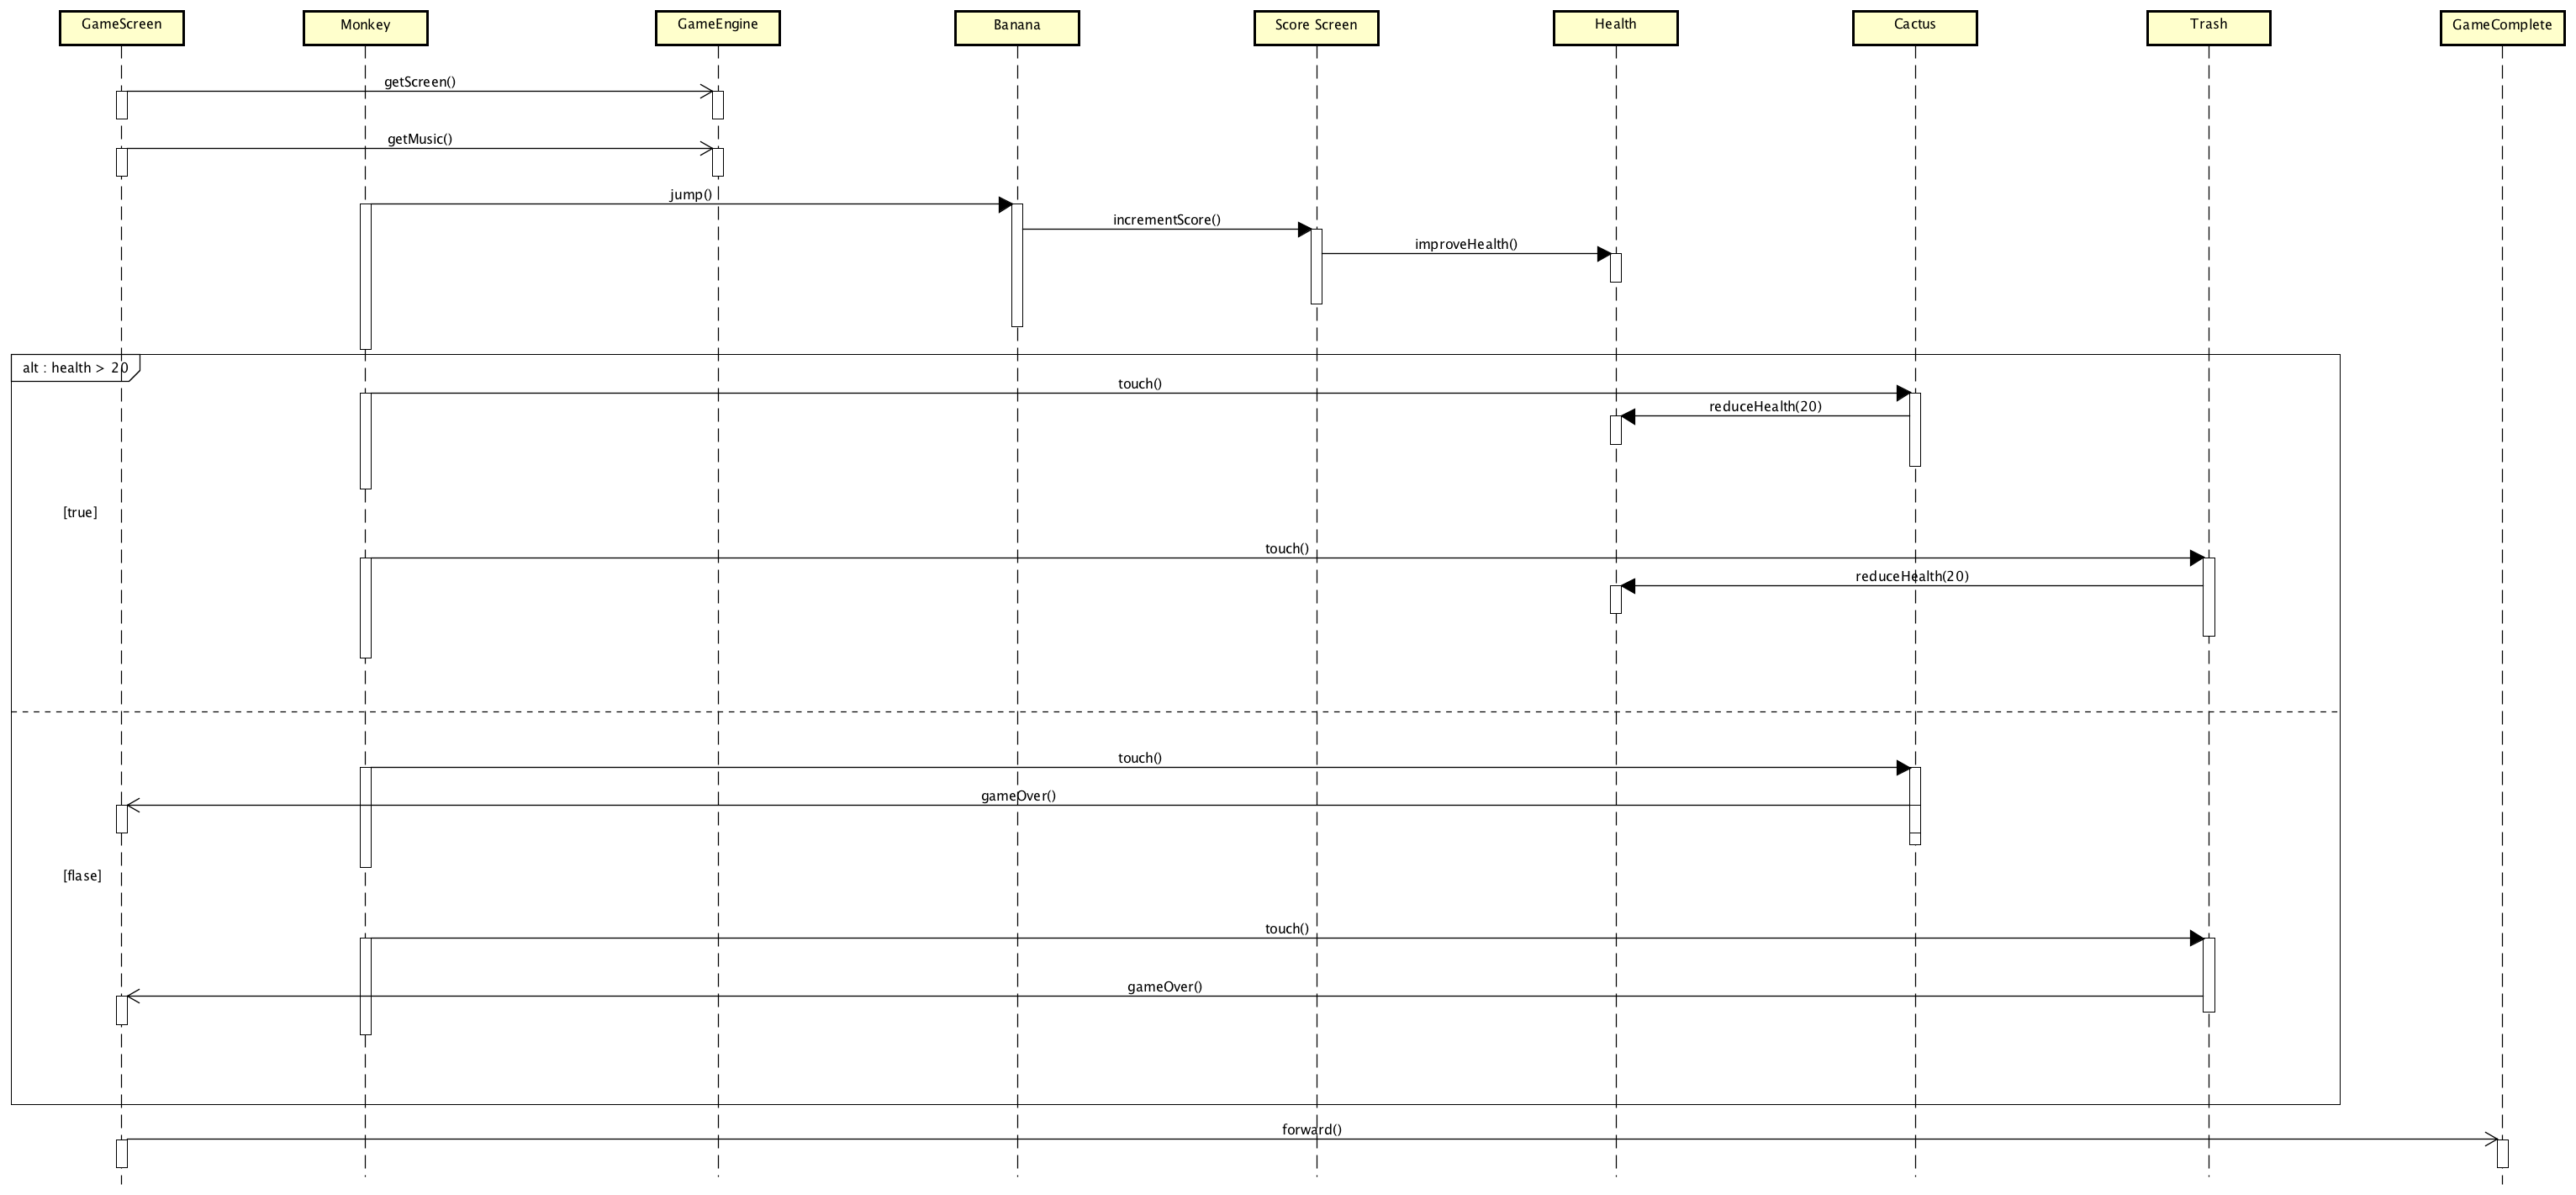 GameScreen
Monkey
GameEngine
Banana
Score Screen
Health
Cactus
Trash
GameComplete
getScreen()
getMusic()
jump()
incrementScore()
improveHealth()
alt : health > 20
touch()
reduceHealth(20)
[true]
touch()
reduceHealth(20)
touch()
gameOver()
[flase]
touch()
gameOver()
forward()